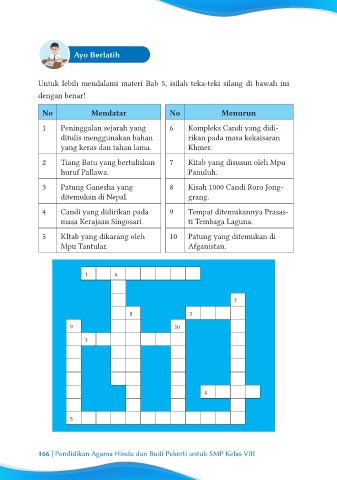 Ayo Berlatih
Untuk lebih mendalami materi Bab 5, isilah teka-teki silang di bawah ini
dengan benar!
No Mendatar No Menurun
1 Peninggalan sejarah yang
ditulis menggunakan bahan
yang keras dan tahan lama.
6 Kompleks Candi yang didi-
rikan pada masa kekaisaran
Khmer.
2 Tiang Batu yang bertuliskan
huruf Pallawa.
7 Kitab yang disusun oleh Mpu
Panuluh.
3 Patung Ganesha yang
ditemukan di Nepal.
8 Kisah 1000 Candi Roro Jong-
grang.
4 Candi yang didirikan pada
masa Kerajaan Singosari
9 Tempat ditemukannya Prasas-
ti Tembaga Laguna.
5 KItab yang dikarang oleh
Mpu Tantular.
10 Patung yang ditemukan di
Afganistan.
1 6
7
8 2
9 10
3
4
5
166 | Pendidikan Agama Hindu dan Budi Pekerti untuk SMP Kelas VIII